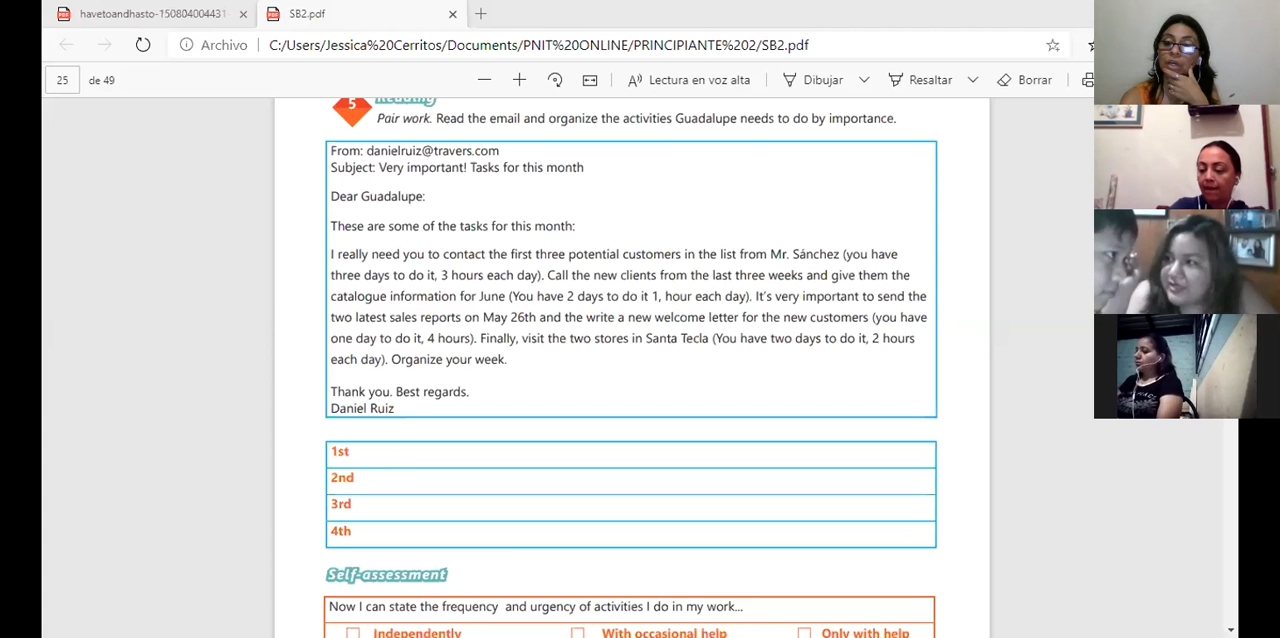 havetoandhasto-150804004431
SB2.pdf
Archivo
C:/Users/Jessica%20Cerritos/Documents/PNIT%20ONLINE/PRINCIPIANTE%202/SB2.pdf
25 de 49
Lectura en voz alta
Dibujar
Resaltar
Borrar
5 Reading
Pair work. Read the email and organize the activities Guadalupe needs to do by importance.
From: danielruiz@travers.com
Subject: Very important! Tasks for this month
Dear Guadalupe:
These are some of the tasks for this month:
I really need you to contact the first three potential customers in the list from Mr. Sánchez (you have
three days to do it, 3 hours each day). Call the new clients from the last three weeks and give them the
catalogue information for June (You have 2 days to do it 1, hour each day). It's very important to send the
two latest sales reports on May 26th and the write a new welcome letter for the new customers (you have
one day to do it, 4 hours). Finally, visit the two stores in Santa Tecla (You have two days to do it, 2 hours
each day). Organize your week.
Thank you. Best regards.
Daniel Ruiz
1st
2nd
3rd
4th
Self-assessment
Now I can state the frequency and urgency of activities I do in my work...
Independently
With occasional help
Only with help